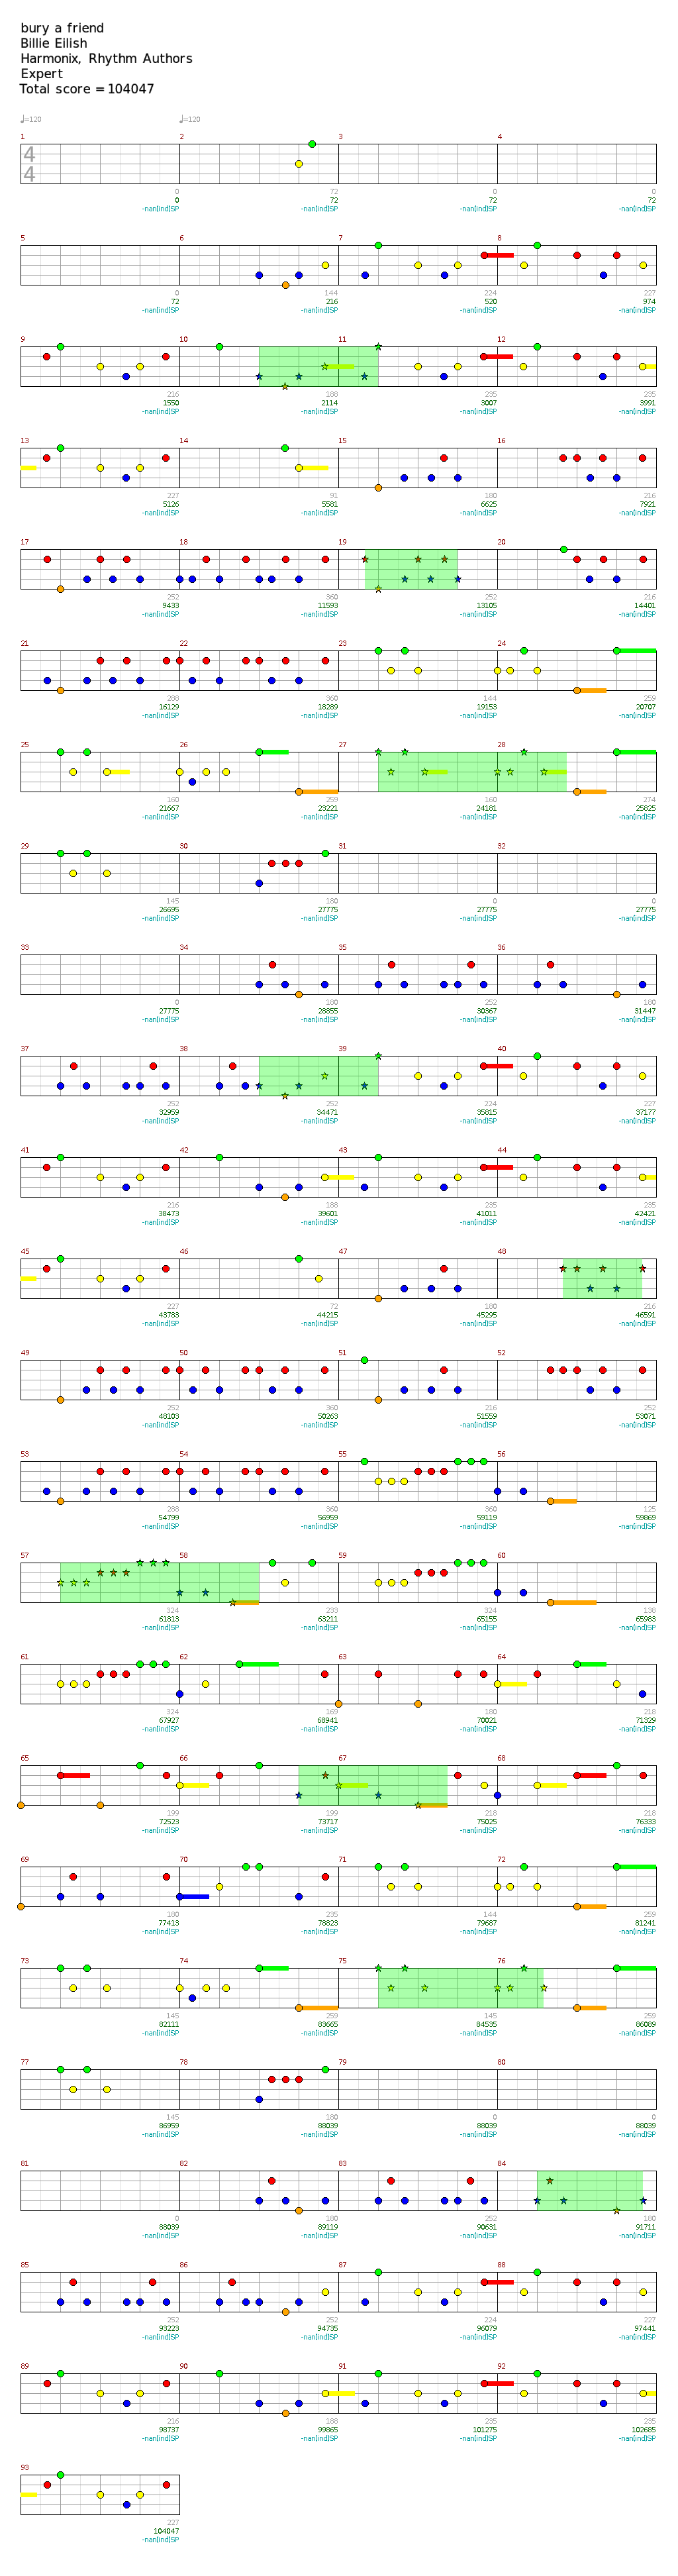 bury a friend
Billie Eilish
Harmonix, Rhythm Authors
Expert
Total score = 104047
♩=120 ♩=120
1 2 3 4
4
4
0 72 0 0
0 72 72 72
-nan[ind]SP -nan[ind]SP -nan[ind]SP -nan[ind]SP
5 6 7 8
0 144 224 227
72 216 520 974
-nan[ind]SP -nan[ind]SP -nan[ind]SP -nan[ind]SP
9 10 11 12
216 188 235 235
1550 2114 3007 3991
-nan[ind]SP -nan[ind]SP -nan[ind]SP -nan[ind]SP
13 14 15 16
227 91 180 216
5126 5581 6625 7921
-nan[ind]SP -nan[ind]SP -nan[ind]SP -nan[ind]SP
17 18 19 20
252 360 252 216
9433 11593 13105 14401
-nan[ind]SP -nan[ind]SP -nan[ind]SP -nan[ind]SP
21 22 23 24
288 360 144 259
16129 18289 19153 20707
-nan[ind]SP -nan[ind]SP -nan[ind]SP -nan[ind]SP
25 26 27 28
160 259 160 274
21667 23221 24181 25825
-nan[ind]SP -nan[ind]SP -nan[ind]SP -nan[ind]SP
29 30 31 32
145 180 0 0
26695 27775 27775 27775
-nan[ind]SP -nan[ind]SP -nan[ind]SP -nan[ind]SP
33 34 35 36
0 180 252 180
27775 28855 30367 31447
-nan[ind]SP -nan[ind]SP -nan[ind]SP -nan[ind]SP
37 38 39 40
252 252 224 227
32959 34471 35815 37177
-nan[ind]SP -nan[ind]SP -nan[ind]SP -nan[ind]SP
41 42 43 44
216 188 235 235
38473 39601 41011 42421
-nan[ind]SP -nan[ind]SP -nan[ind]SP -nan[ind]SP
45 46 47 48
227 72 180 216
43783 44215 45295 46591
-nan[ind]SP -nan[ind]SP -nan[ind]SP -nan[ind]SP
49 50 51 52
252 360 216 252
48103 50263 51559 53071
-nan[ind]SP -nan[ind]SP -nan[ind]SP -nan[ind]SP
53 54 55 56
288 360 360 125
54799 56959 59119 59869
-nan[ind]SP -nan[ind]SP -nan[ind]SP -nan[ind]SP
57 58 59 60
324 233 324 138
61813 63211 65155 65983
-nan[ind]SP -nan[ind]SP -nan[ind]SP -nan[ind]SP
61 62 63 64
324 169 180 218
67927 68941 70021 71329
-nan[ind]SP -nan[ind]SP -nan[ind]SP -nan[ind]SP
65 66 67 68
199 199 218 218
72523 73717 75025 76333
-nan[ind]SP -nan[ind]SP -nan[ind]SP -nan[ind]SP
69 70 71 72
180 235 144 259
77413 78823 79687 81241
-nan[ind]SP -nan[ind]SP -nan[ind]SP -nan[ind]SP
73 74 75 76
145 259 145 259
82111 83665 84535 86089
-nan[ind]SP -nan[ind]SP -nan[ind]SP -nan[ind]SP
77 78 79 80
145 180 0 0
86959 88039 88039 88039
-nan[ind]SP -nan[ind]SP -nan[ind]SP -nan[ind]SP
81 82 83 84
0 180 252 180
88039 89119 90631 91711
-nan[ind]SP -nan[ind]SP -nan[ind]SP -nan[ind]SP
85 86 87 88
252 252 224 227
93223 94735 96079 97441
-nan[ind]SP -nan[ind]SP -nan[ind]SP -nan[ind]SP
89 90 91 92
216 188 235 235
98737 99865 101275 102685
-nan[ind]SP -nan[ind]SP -nan[ind]SP -nan[ind]SP
93
227
104047
-nan[ind]SP